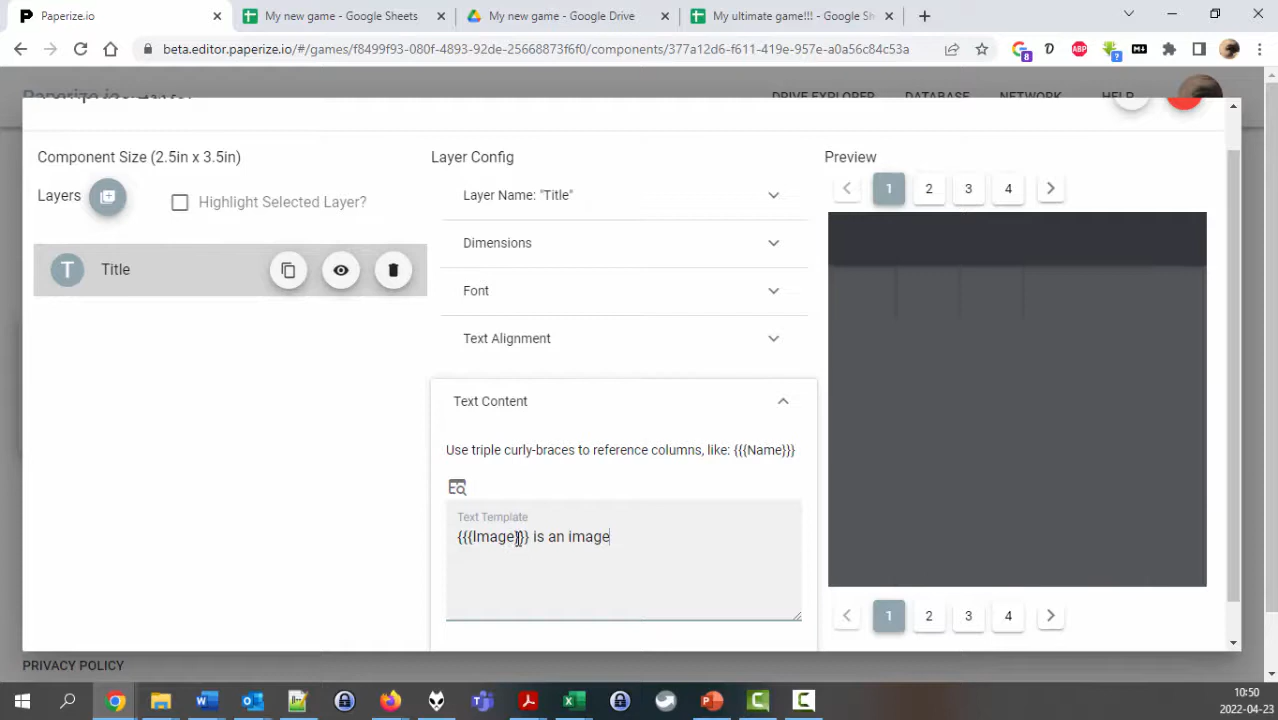 Paperize.io
My new game - Google Sheets
My new game - Google Drive
My ultimate game!!! - Google Sh
beta.editor.paperize.io/#/games/f8499f93-080f-4893-92de-25668873f6f0/components/377a12d6-f611-419e-957e-a0a56c84c53a
DRIVE EXPLORER DATABASE NETWORK HELP
Component Size (2.5in x 3.5in)
Layers
Highlight Selected Layer?
T Title
Layer Config
Layer Name: "Title"
Dimensions
Font
Text Alignment
Text Content
Use triple curly-braces to reference columns, like: {{{Name}}}
Text Template
{{{Image}}} is an image
Preview
1 2 3 4
1 2 3 4
PRIVACY POLICY
10:50
2022-04-23